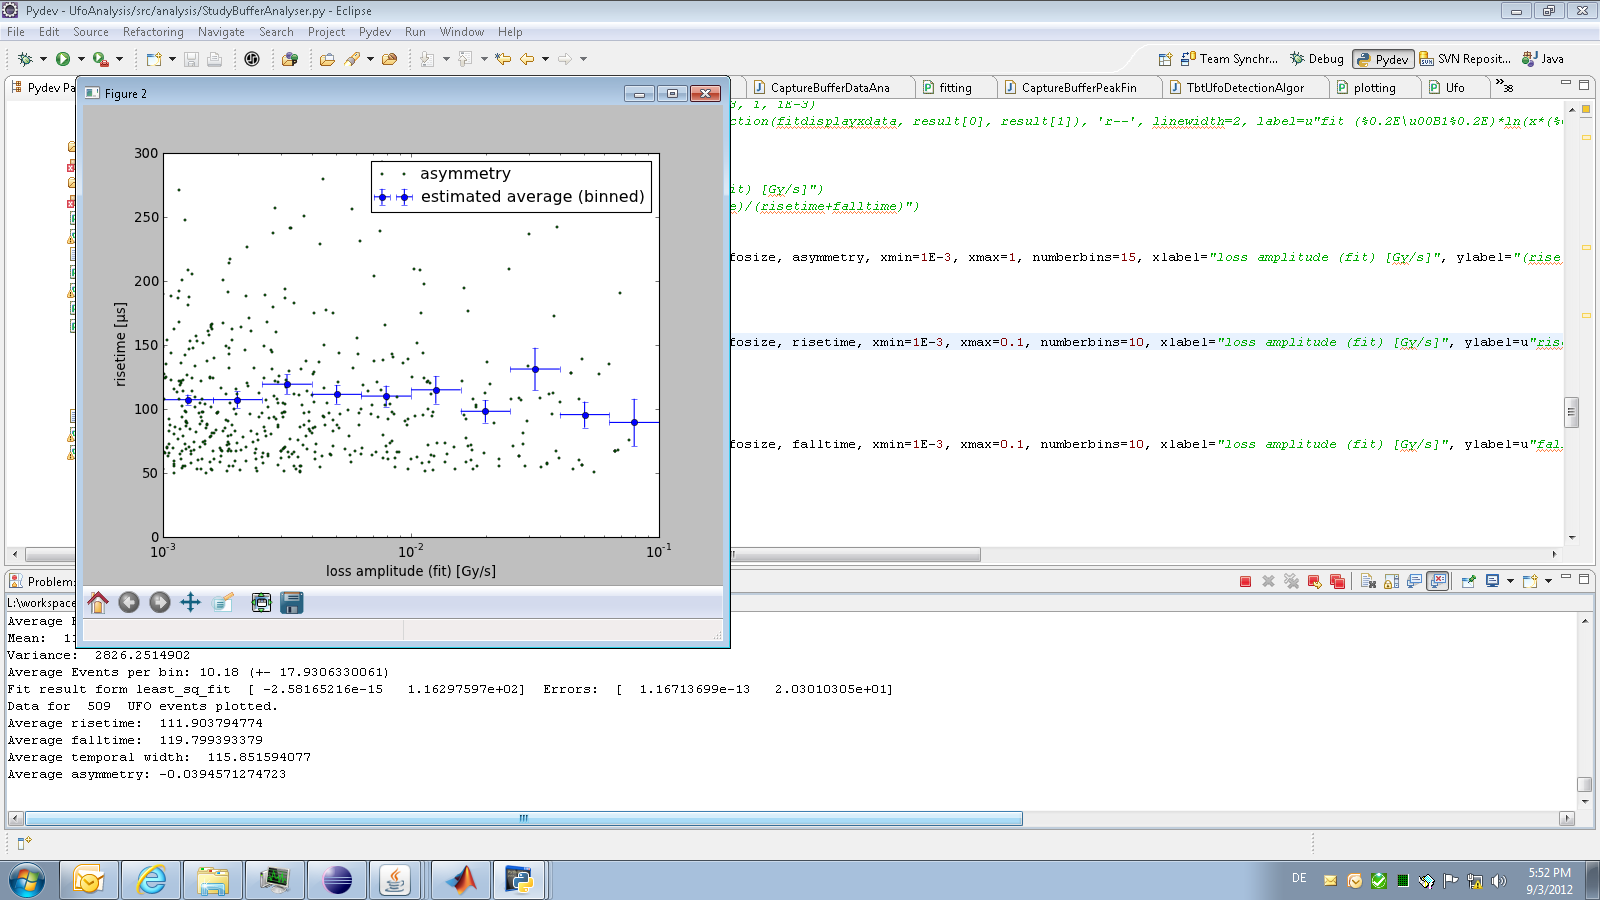 Pydev - UfoAnalysis/src/analysis/StudyBufferAnalyser.py - Eclipse
File Edit Source Refactoring Navigate Search Project Pydev Run Window Help
Team Synchr... Debug Pydev SVN Reposit... Java
Pydev Pa
CaptureBufferDataAna fitting CaptureBufferPeakFin TbtUfoDetectionAlgor plotting Ufo »38
3, 1, 1E-3)
ction(fitdisplayxdata, result[0], result[1]), 'r--', linewidth=2, label=u"fit (%0.2E\u00B1%0.2E)*ln(x*(%
it) [Gy/s]")
e)/(risetime+falltime)")
fosize, asymmetry, xmin=1E-3, xmax=1, numberbins=15, xlabel="loss amplitude (fit) [Gy/s]", ylabel="(rise
fosize, risetime, xmin=1E-3, xmax=0.1, numberbins=10, xlabel="loss amplitude (fit) [Gy/s]", ylabel=u"rise
fosize, falltime, xmin=1E-3, xmax=0.1, numberbins=10, xlabel="loss amplitude (fit) [Gy/s]", ylabel=u"fal
Figure 2
asymmetry
estimated average (binned)
300
250
200
150
100
50
0
risetime [µs]
10^-3 10^-2 10^-1
loss amplitude (fit) [Gy/s]
Problem
L:\workspace
Average
Mean: 11
Variance: 2826.2514902
Average Events per bin: 10.18 (+- 17.9306330061)
Fit result form least_sq_fit [ -2.58165216e-15 1.16297597e+02] Errors: [ 1.16713699e-13 2.03010305e+01]
Data for 509 UFO events plotted.
Average risetime: 111.903794774
Average falltime: 119.799393379
Average temporal width: 115.851594077
Average asymmetry: -0.0394571274723
DE
5:52 PM
9/3/2012